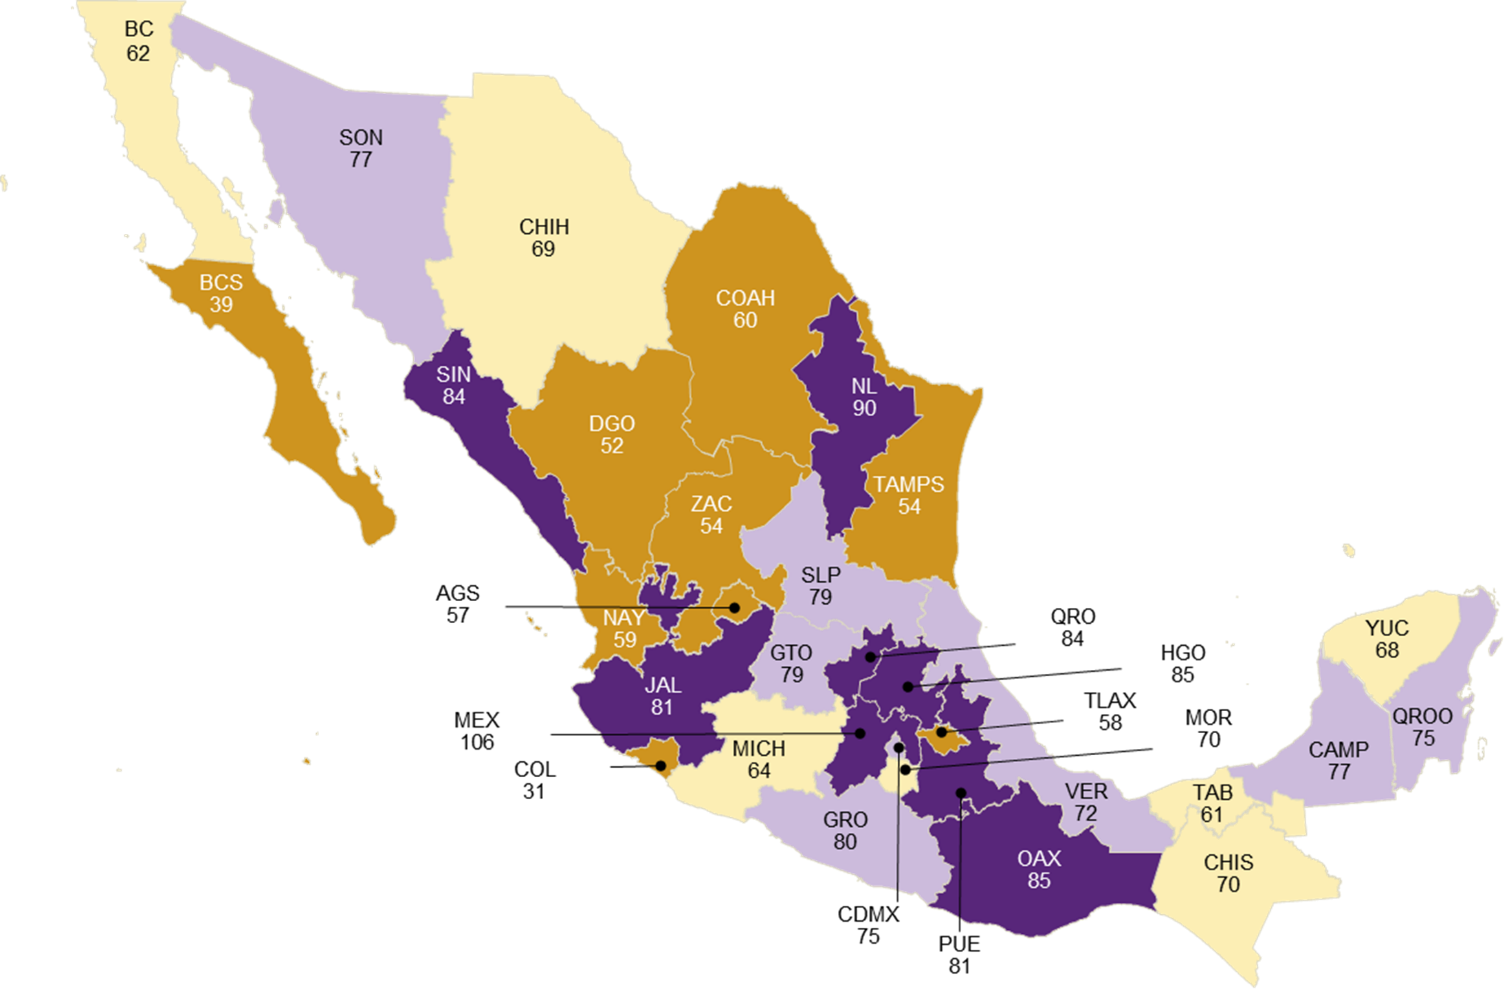 BC
62
SON
77
CHIH
69
BCS
39
COAH
60
SIN
84
NL
90
DGO
52
TAMPS
54
ZAC
54
SLP
79
AGS
57
NAY
59
QRO
84
YUC
68
GTO
79
HGO
85
JAL
81
TLAX
58
MEX
106
MOR
70
QROO
75
MICH
64
CAMP
77
COL
31
VER
72
TAB
61
GRO
80
OAX
85
CHIS
70
CDMX
75
PUE
81